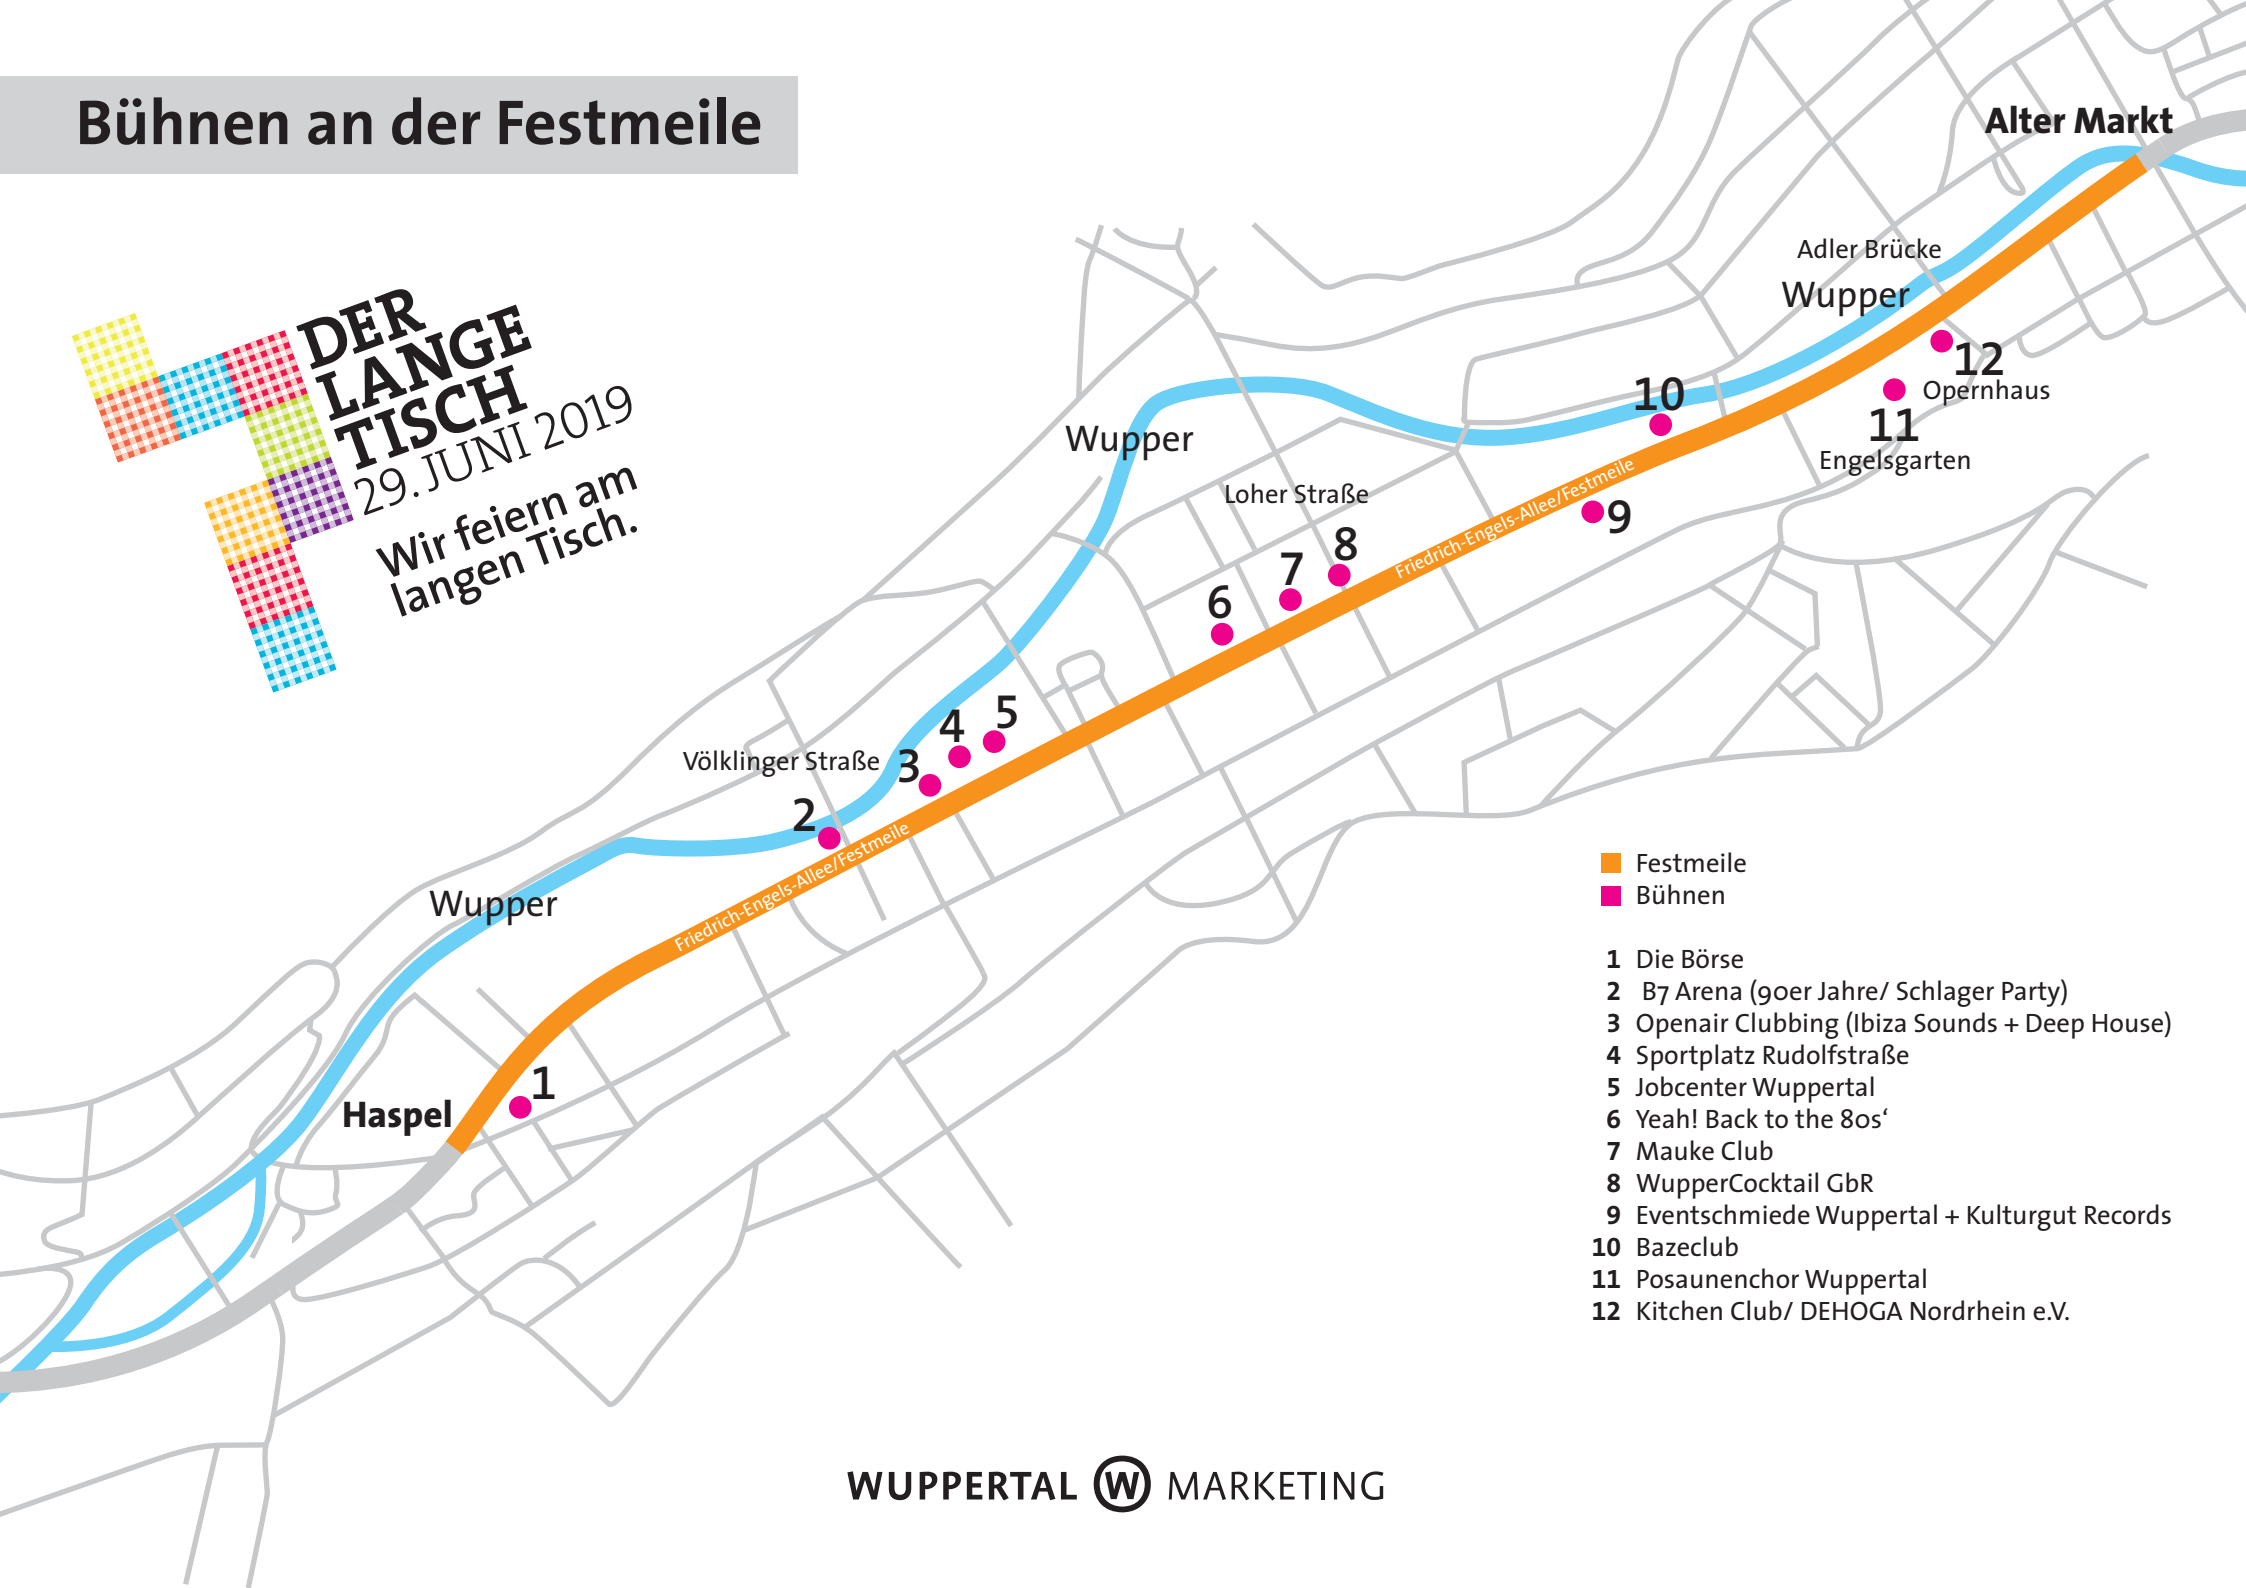 Bühnen an der Festmeile
DER
LANGE
TISCH
29. JUNI 2019
Wir feiern am
langen Tisch.
Alter Markt
Adler Brücke
Wupper
12
Opernhaus
10
11
Engelsgarten
Wupper
Loher Straße
Friedrich-Engels-Allee/Festmeile
9
8
7
6
5
4
Völklinger Straße
3
2
Friedrich-Engels-Allee/Festmeile
Wupper
1
Haspel
Festmeile
Bühnen
1 Die Börse
2 B7 Arena (90er Jahre/ Schlager Party)
3 Openair Clubbing (Ibiza Sounds + Deep House)
4 Sportplatz Rudolfstraße
5 Jobcenter Wuppertal
6 Yeah! Back to the 80s‘
7 Mauke Club
8 WupperCocktail GbR
9 Eventschmiede Wuppertal + Kulturgut Records
10 Bazeclub
11 Posaunenchor Wuppertal
12 Kitchen Club/ DEHOGA Nordrhein e.V.
WUPPERTAL W MARKETING